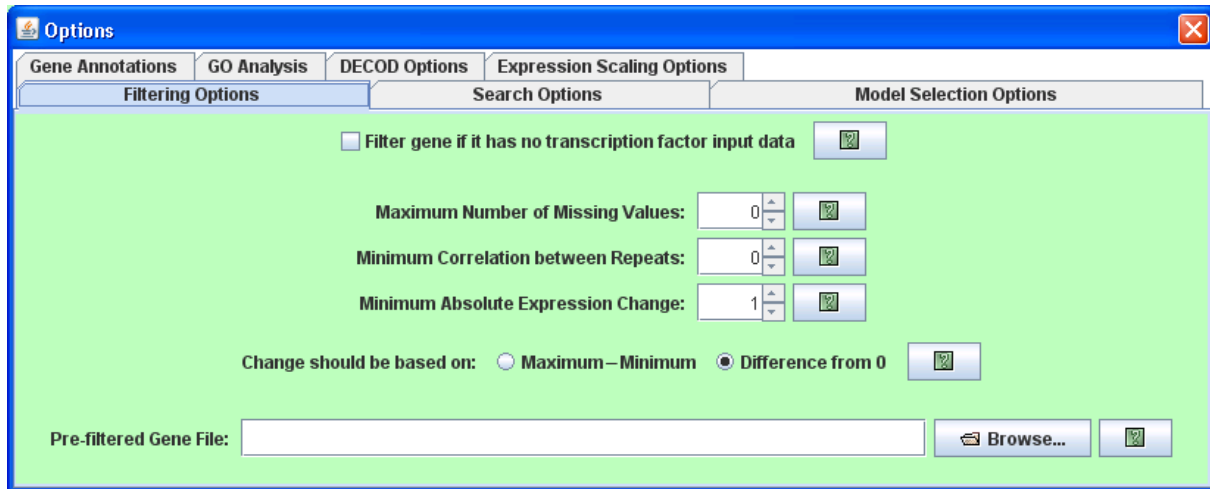 Options
Gene Annotations GO Analysis DECOD Options Expression Scaling Options
Filtering Options Search Options Model Selection Options
Filter gene if it has no transcription factor input data ?
Maximum Number of Missing Values: 0 ?
Minimum Correlation between Repeats: 0 ?
Minimum Absolute Expression Change: 1 ?
Change should be based on: Maximum−Minimum Difference from 0 ?
Pre-filtered Gene File: Browse... ?